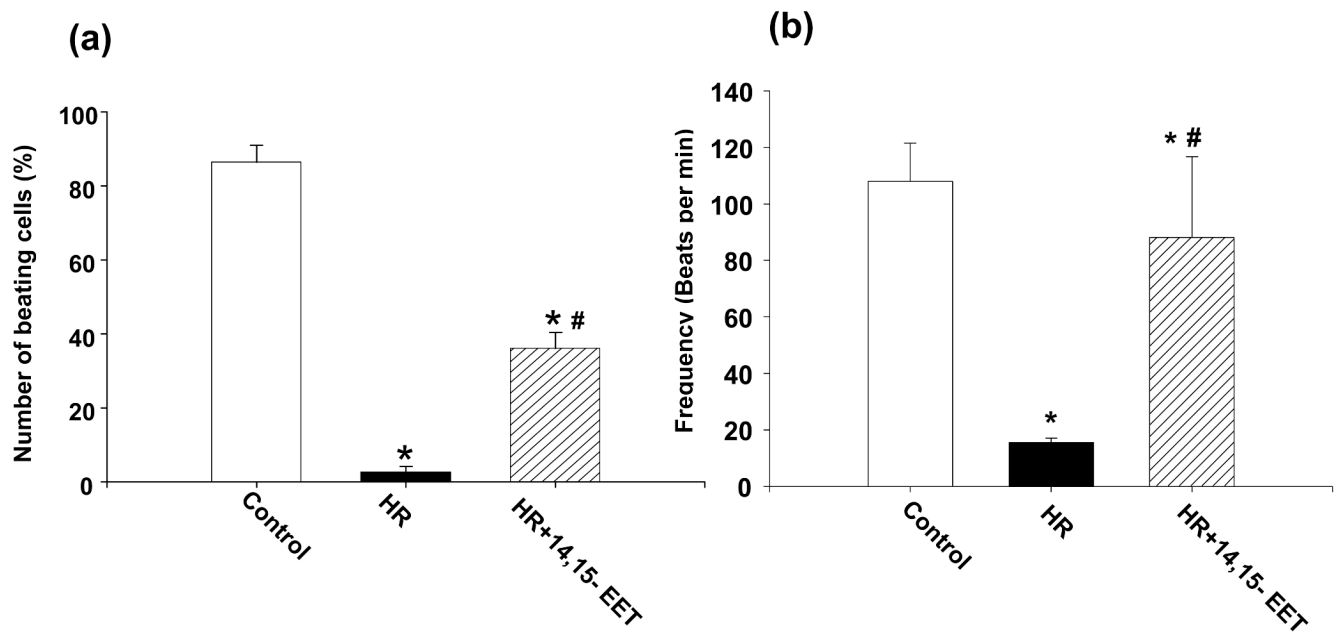 (a)
Number of beating cells (%)
100
80
60
40
20
0
*
* #
Control
HR
HR+14,15- EET
(b)
Frequency (Beats per min)
140
120
100
80
60
40
20
0
*
* #
Control
HR
HR+14,15- EET